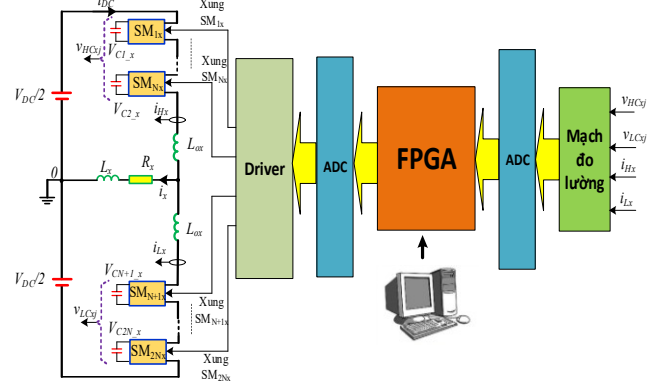 i_DC
Xung
SM_1x
SM_1x
V_C1_x
v_HCxj
Xung
SM_Nx
SM_Nx
V_C2_x
i_Hx
V_DC/2
L_ox
0
L_x
R_x
i_x
L_ox
i_Lx
V_DC/2
V_CN+1_x
SM_N+1x
Xung
SM_N+1x
v_LCxj
V_C2N_x
SM_2Nx
Xung
SM_2Nx
Driver
ADC
FPGA
ADC
Mạch
đo
lường
v_HCxj
v_LCxj
i_Hx
i_Lx